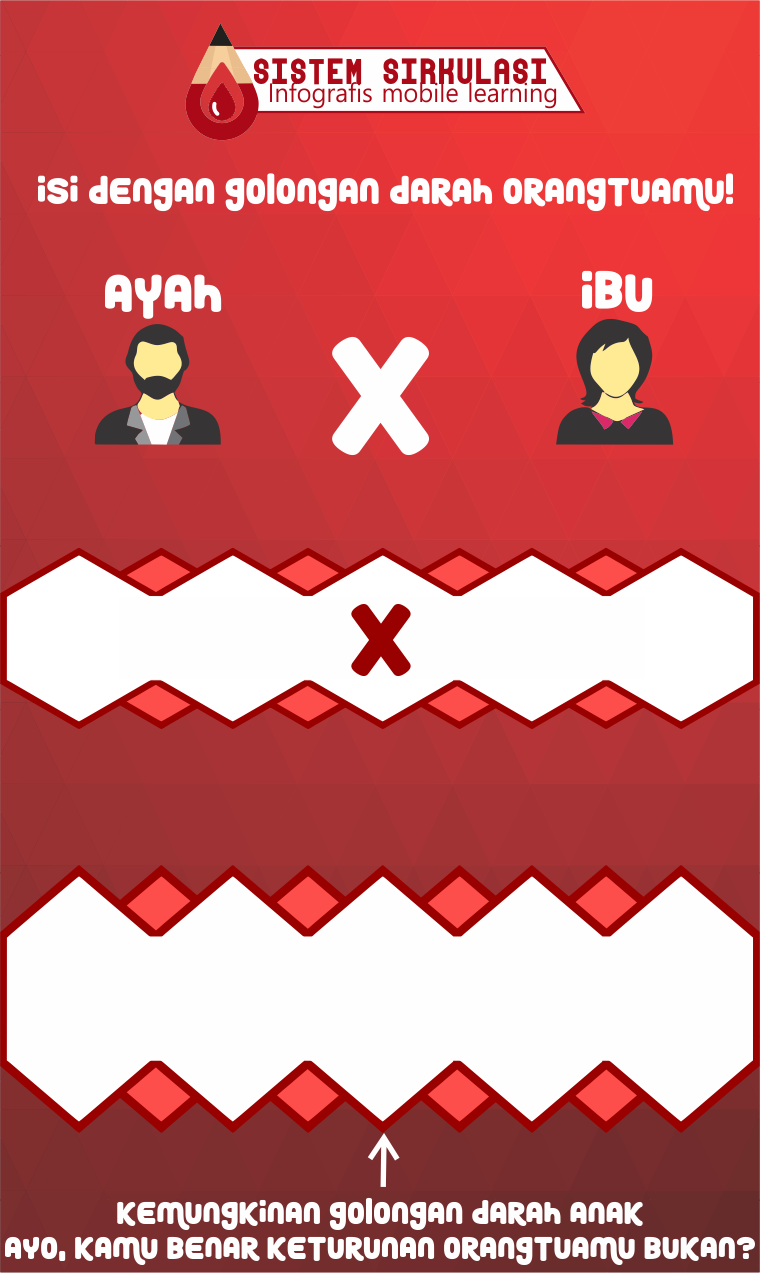 SISTEM SIRKULASI
Infografis mobile learning
isi dengan golongan darah orangtuamu!
Ayah
ibu
X
X
Kemungkinan golongan darah anak
Ayo, kamu benar keturunan orangtuamu bukan?